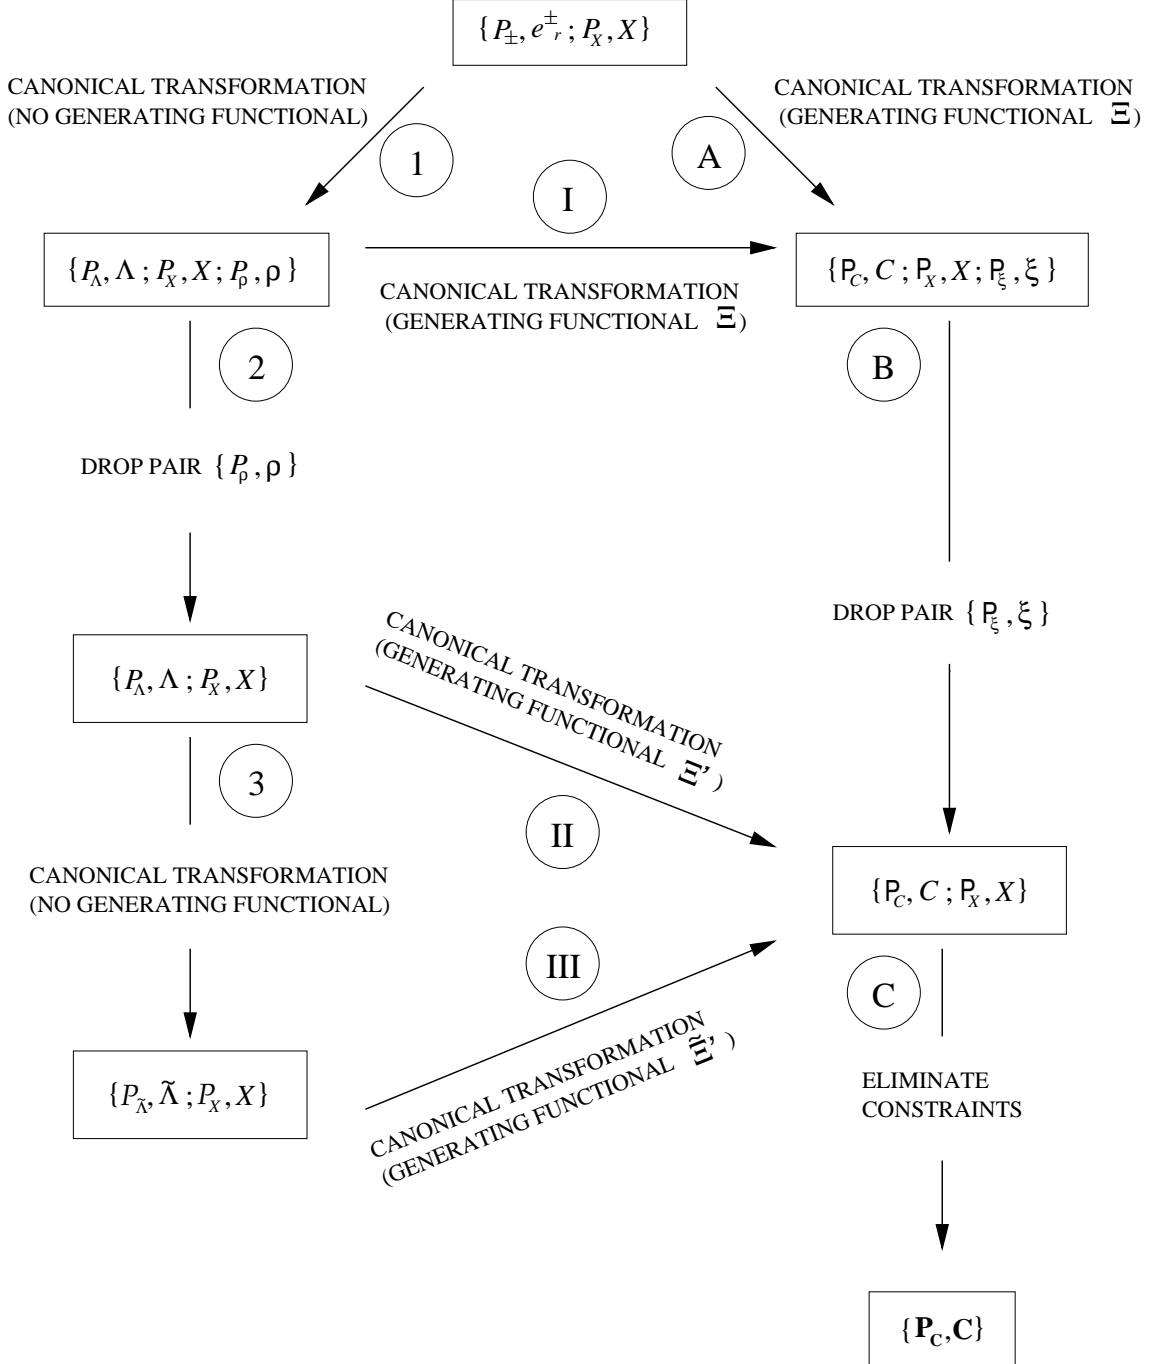 {P±, e±r ; PX, X}
CANONICAL TRANSFORMATION
(NO GENERATING FUNCTIONAL)
CANONICAL TRANSFORMATION
(GENERATING FUNCTIONAL Ξ)
1
A
I
{PΛ, Λ ; PX, X ; Pρ, ρ}
CANONICAL TRANSFORMATION
(GENERATING FUNCTIONAL Ξ)
{PC, C ; PX, X ; Pξ, ξ}
2
B
DROP PAIR {Pρ, ρ}
DROP PAIR {Pξ, ξ}
{PΛ, Λ ; PX, X}
CANONICAL TRANSFORMATION
(GENERATING FUNCTIONAL Ξ’)
3
II
CANONICAL TRANSFORMATION
(NO GENERATING FUNCTIONAL)
{PC, C ; PX, X}
III
C
{PΛ̃, Λ̃ ; PX, X}
CANONICAL TRANSFORMATION
(GENERATING FUNCTIONAL Ξ̃’)
ELIMINATE
CONSTRAINTS
{PC, C}